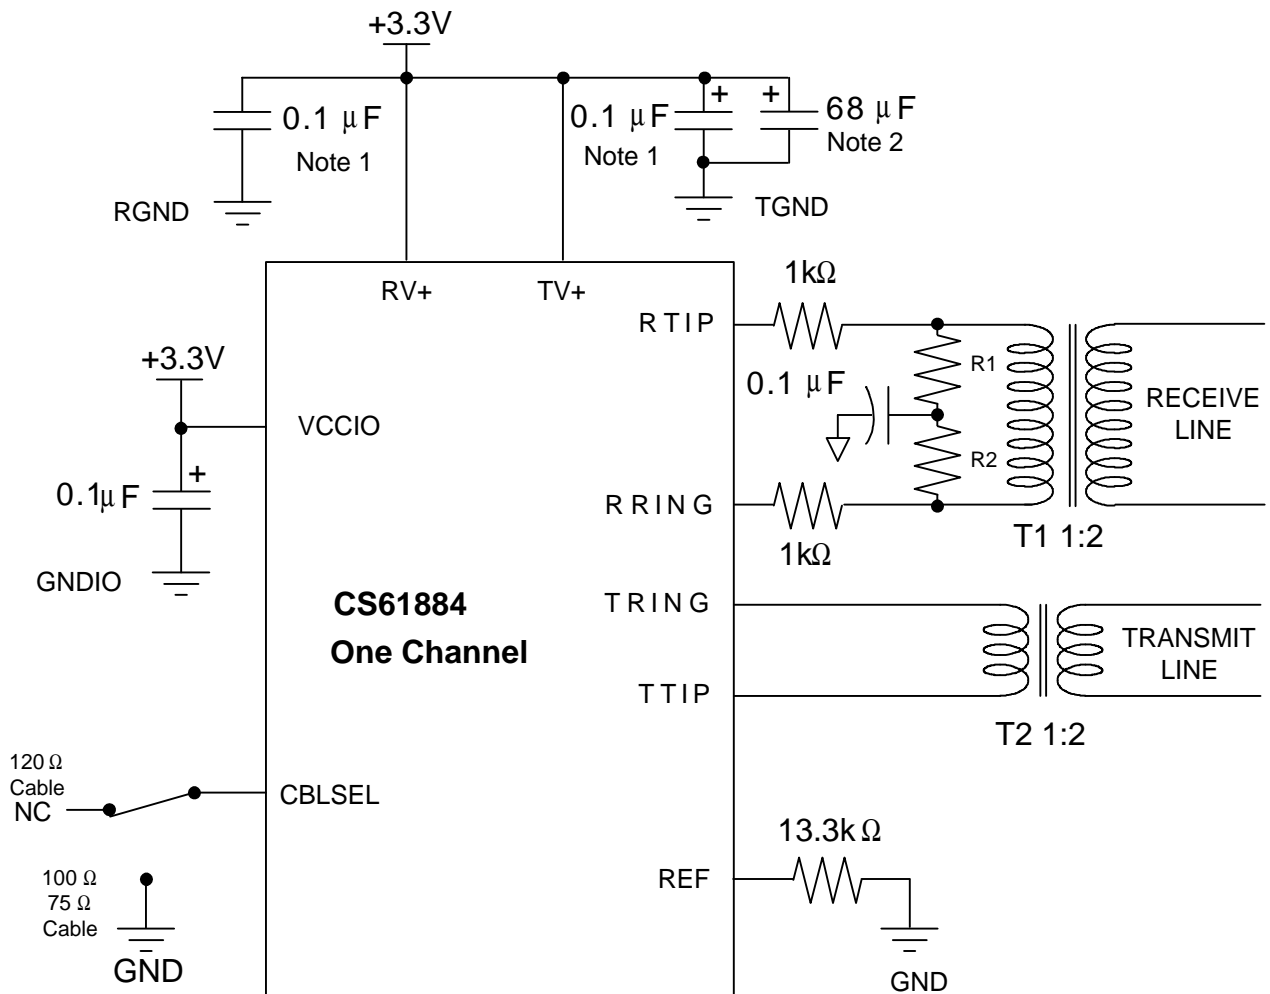 +3.3V
0.1 μF
Note 1
0.1 μF
Note 1
+
+
68 μF
Note 2
RGND
TGND
RV+
TV+
RTIP
1kΩ
R1
0.1 μF
R2
RECEIVE
LINE
+3.3V
VCCIO
+
0.1μF
GNDIO
RRING
1kΩ
T1 1:2
CS61884
One Channel
TRING
TTIP
TRANSMIT
LINE
T2 1:2
120 Ω
Cable
NC
CBLSEL
100 Ω
75 Ω
Cable
GND
13.3k Ω
REF
GND